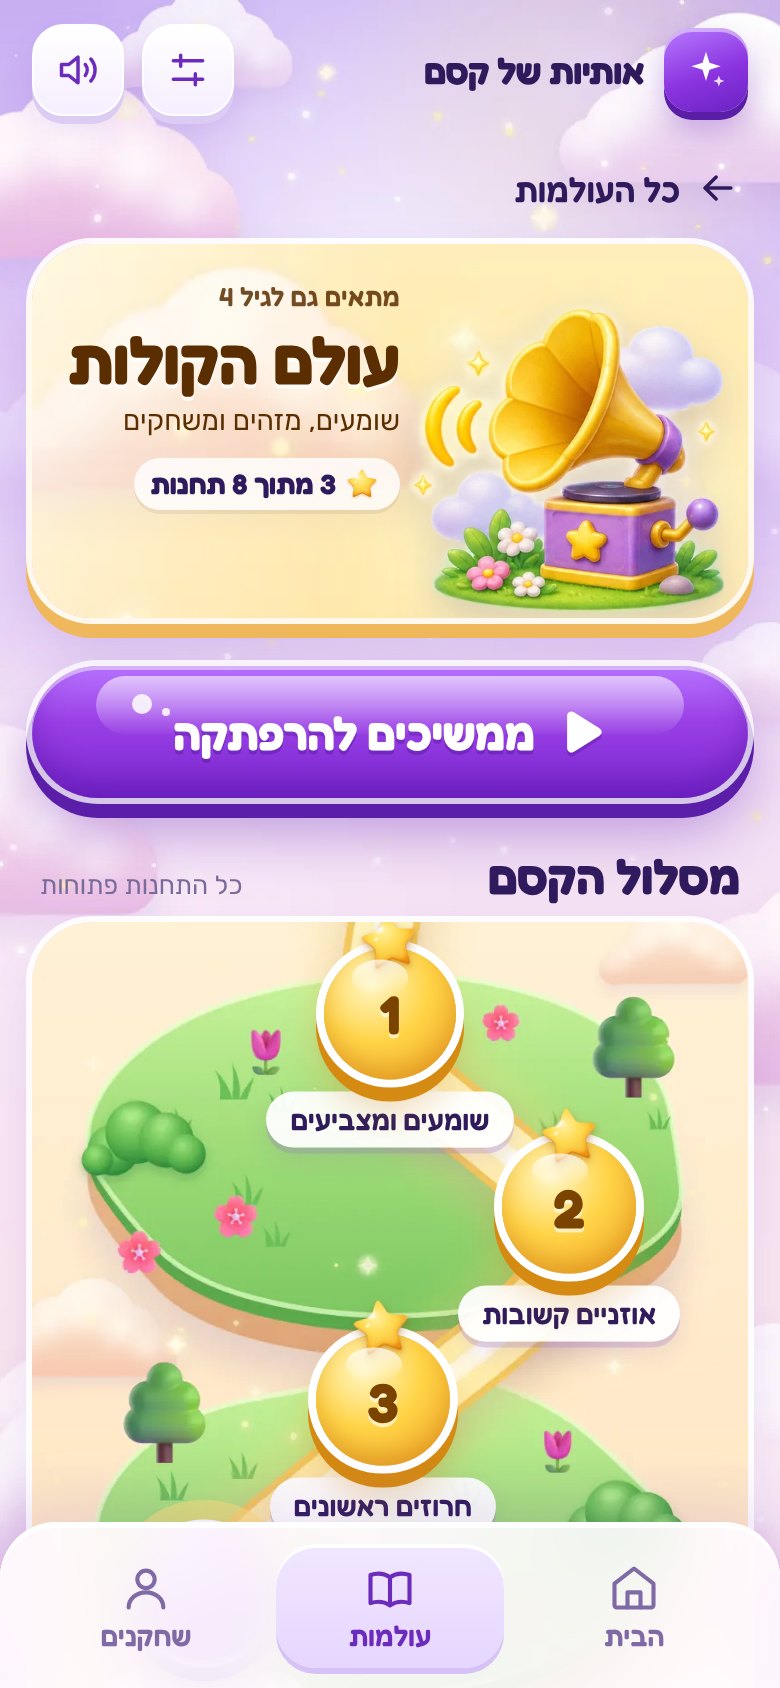 אותיות של קסם
כל העולמות
מתאים גם לגיל 4
עולם הקולות
שומעים, מזהים ומשחקים
3 מתוך 8 תחנות
ממשיכים להרפתקה
מסלול הקסם
כל התחנות פתוחות
1
שומעים ומצביעים
2
אוזניים קשובות
3
חרוזים ראשונים
הבית
עולמות
שחקנים